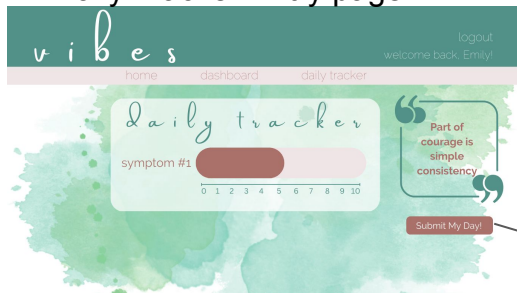 vibes
logout
welcome back, Emily!
home dashboard daily tracker
daily tracker
symptom #1
0 1 2 3 4 5 6 7 8 9 10
Part of
courage is
simple
consistency
Submit My Day!